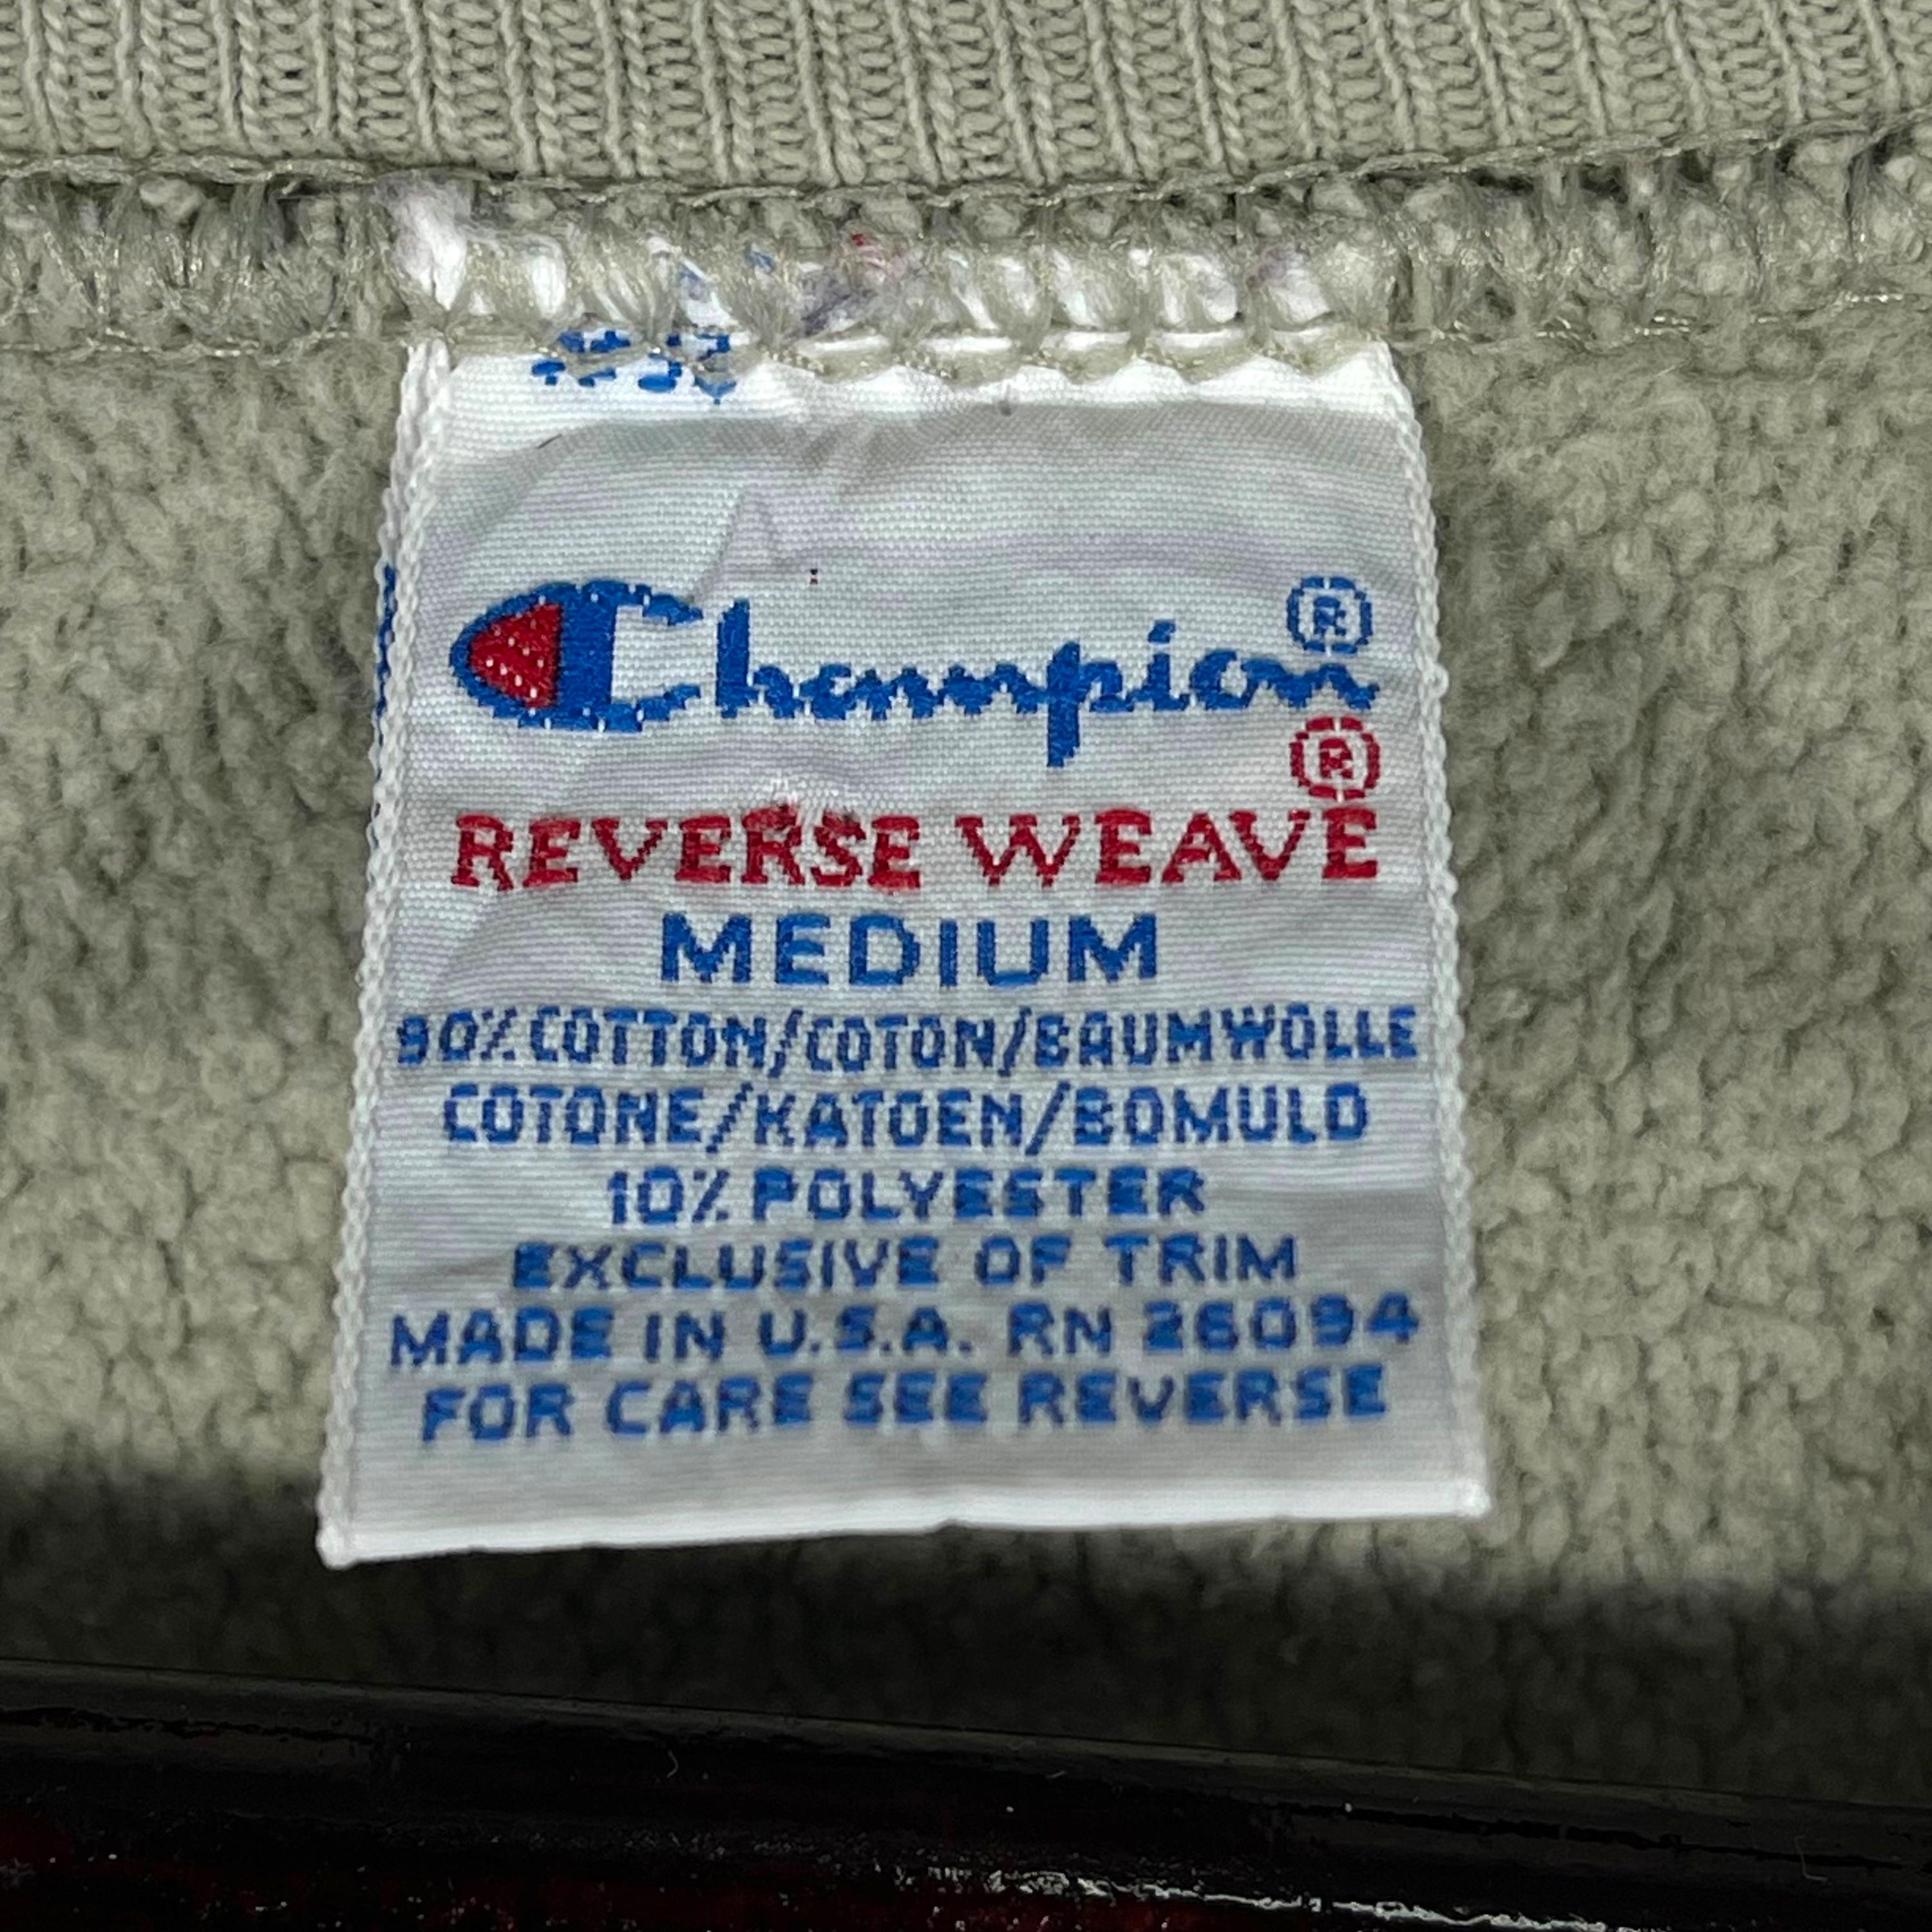 Champion®
®
REVERSE WEAVE
MEDIUM
90% COTTON/COTON/BAUMWOLLE
COTONE/KATOEN/BOMULD
10% POLYESTER
EXCLUSIVE OF TRIM
MADE IN U.S.A. RN 26094
FOR CARE SEE REVERSE